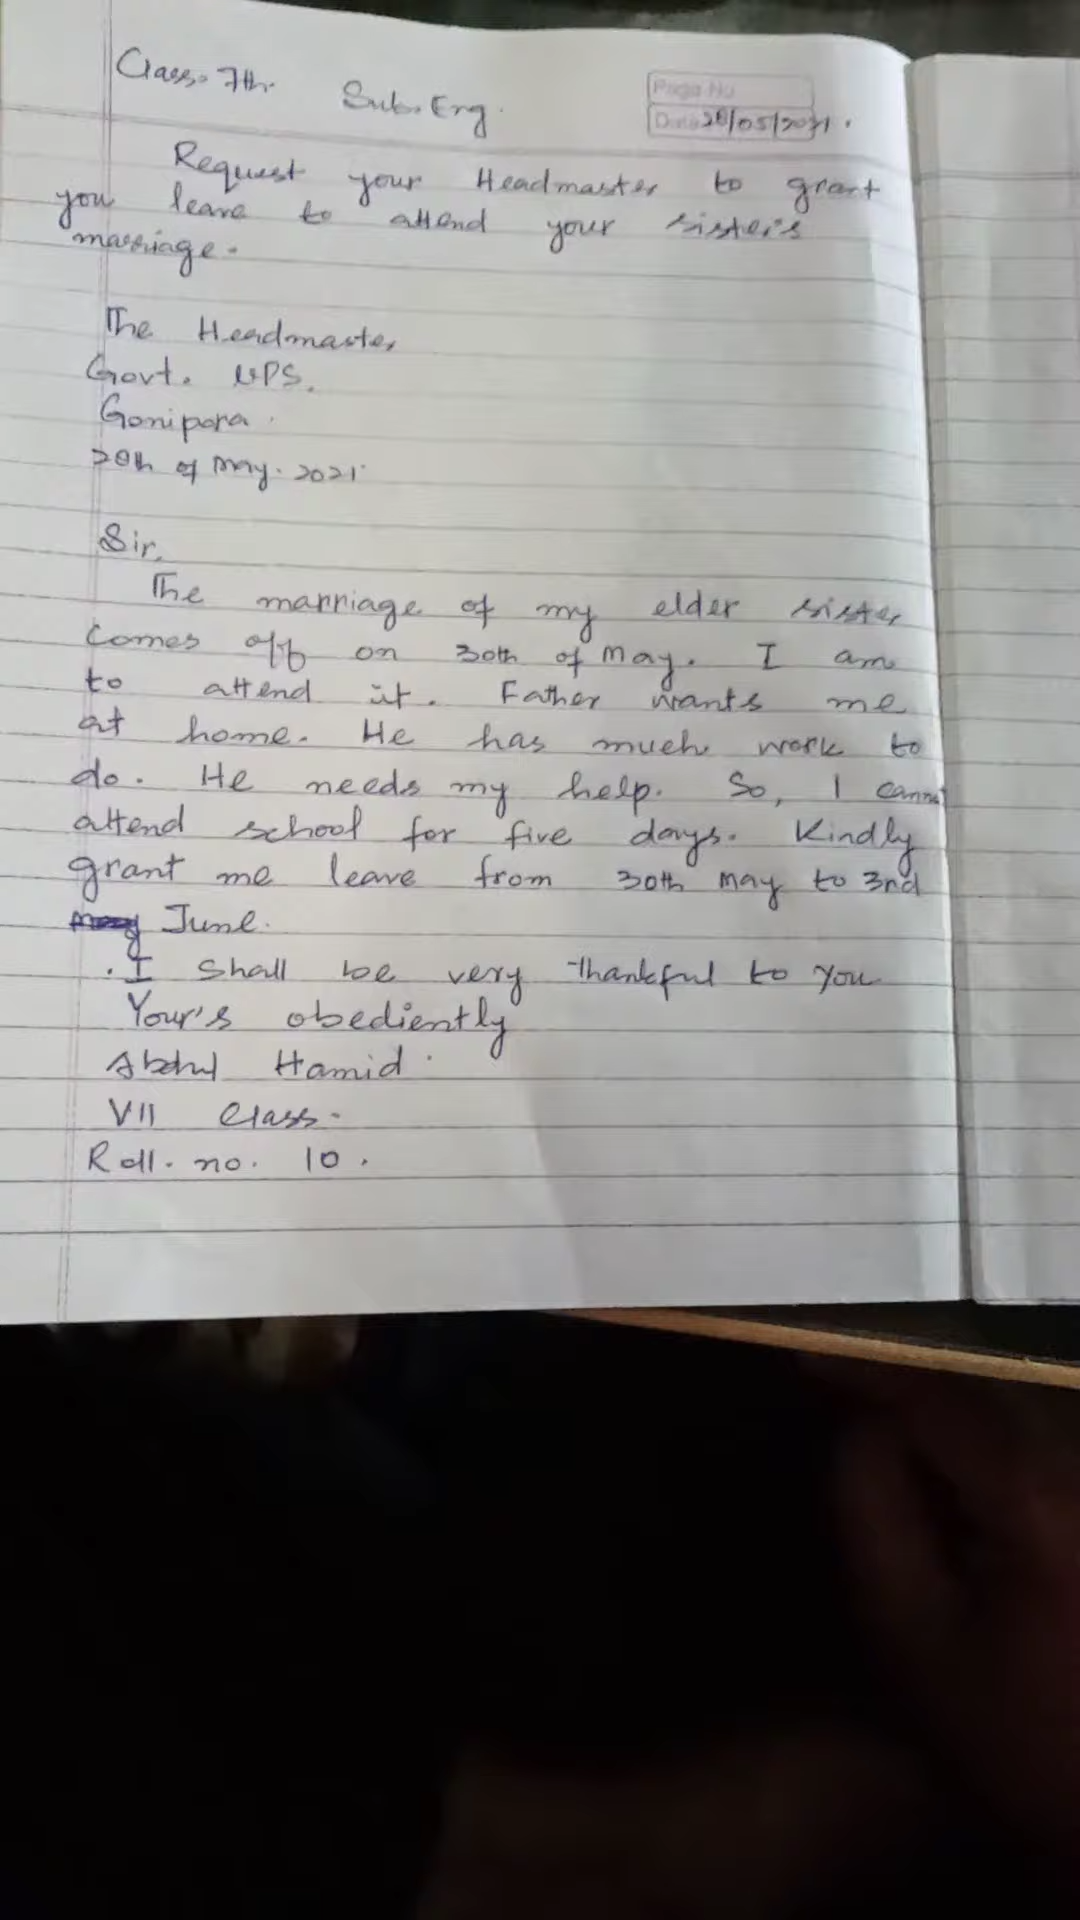 Class- 7th. Sub. Eng.
Page No
Date 28/05/2021.
Request your Headmaster to grant
you leave to attend your sister's
marriage.
The Headmaster
Govt. UPS.
Gonipora.
28th of May. 2021.
Sir,
The marriage of my elder sister
comes off on 30th of May. I am
to attend it. Father wants me
at home. He has much work to
do. He needs my help. So, I cannot
attend school for five days. Kindly
grant me leave from 30th May to 3nd
June.
I shall be very thankful to you
Your's obediently
Abdul Hamid.
VII Class.
Roll. no. 10.